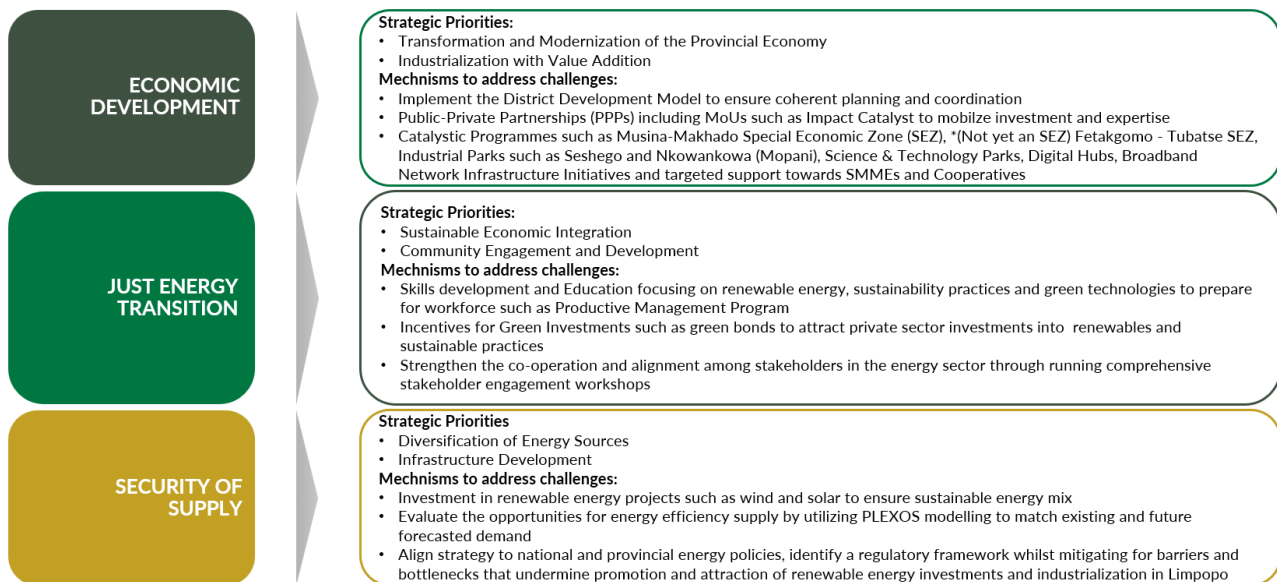 ECONOMIC
DEVELOPMENT
Strategic Priorities:
• Transformation and Modernization of the Provincial Economy
• Industrialization with Value Addition
Mechnisms to address challenges:
• Implement the District Development Model to ensure coherent planning and coordination
• Public-Private Partnerships (PPPs) including MoUs such as Impact Catalyst to mobilze investment and expertise
• Catalystic Programmes such as Musina-Makhado Special Economic Zone (SEZ), *(Not yet an SEZ) Fetakgomo - Tubatse SEZ,
Industrial Parks such as Seshego and Nkowankowa (Mopani), Science & Technology Parks, Digital Hubs, Broadband
Network Infrastructure Initiatives and targeted support towards SMMEs and Cooperatives
JUST ENERGY
TRANSITION
Strategic Priorities:
• Sustainable Economic Integration
• Community Engagement and Development
Mechnisms to address challenges:
• Skills development and Education focusing on renewable energy, sustainability practices and green technologies to prepare
for workforce such as Productive Management Program
• Incentives for Green Investments such as green bonds to attract private sector investments into renewables and
sustainable practices
• Strengthen the co-operation and alignment among stakeholders in the energy sector through running comprehensive
stakeholder engagement workshops
SECURITY OF
SUPPLY
Strategic Priorities
• Diversification of Energy Sources
• Infrastructure Development
Mechnisms to address challenges:
• Investment in renewable energy projects such as wind and solar to ensure sustainable energy mix
• Evaluate the opportunities for energy efficiency supply by utilizing PLEXOS modelling to match existing and future
forecasted demand
• Align strategy to national and provincial energy policies, identify a regulatory framework whilst mitigating for barriers and
bottlenecks that undermine promotion and attraction of renewable energy investments and industrialization in Limpopo